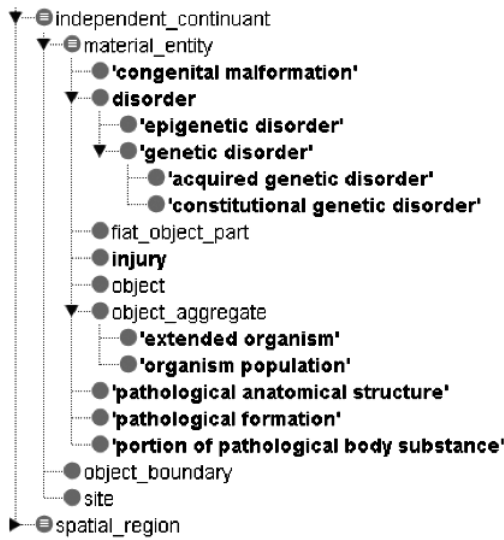 independent_continuant
material_entity
'congenital malformation'
disorder
'epigenetic disorder'
'genetic disorder'
'acquired genetic disorder'
'constitutional genetic disorder'
fiat_object_part
injury
object
object_aggregate
'extended organism'
'organism population'
'pathological anatomical structure'
'pathological formation'
'portion of pathological body substance'
object_boundary
site
spatial_region